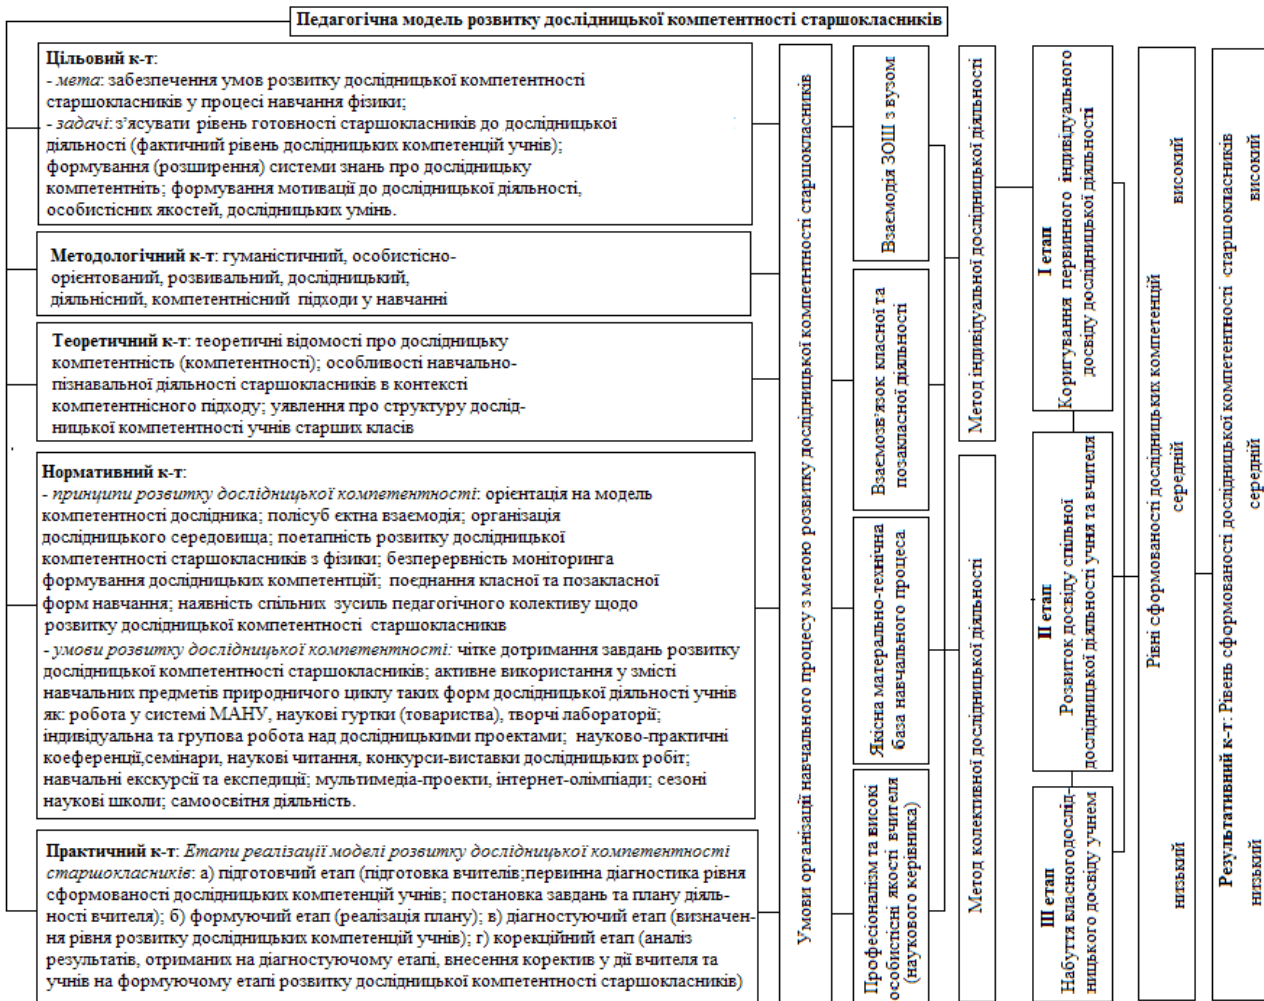 Педагогічна модель розвитку дослідницької компетентності старшокласників
Цільовий к-т:
- мета: забезпечення умов розвитку дослідницької компетентності
старшокласників у процесі навчання фізики;
- задачі: з’ясувати рівень готовності старшокласників до дослідницької
діяльності (фактичний рівень дослідських компетенцій учнів);
формування (розширення) системи знань про дослідницьку
компетентніть; формування мотивації до дослідницької діяльності,
особистісних якостей, дослідницьких умінь.
Методологічний к-т: гуманістичний, особистісно-
орієнтований, розвивальний, дослідницький,
діяльнісний, компетентнісний підходи у навчанні
Теоретичний к-т: теоретичні відомості про дослідницьку
компетентність (компетентності); особливості навчально-
пізнавальної діяльності старшокласників в контексті
компетентнісного підходу; уявлення про структуру дослід-
ницької компетентності учнів старших класів
Нормативний к-т:
- принципи розвитку дослідницької компетентності: орієнтація на модель
компетентності дослідника; полісуб єктна взаємодія; організація
дослідницького середовища; поетапність розвитку дослідницької
компетентності старшокласників з фізики; безперервність моніторинга
формування дослідницьких компетентцій; поєднання класної та позакласної
форм навчання; наявність спільних зусиль педагогічного колективу щодо
розвитку дослідницької компетентності старшокласників
- умови розвитку дослідницької компетентності: чітке дотримання завдань розвитку
дослідницької компетентності старшокласників; активне використання у змісті
навчальних предметів природничого циклу таких форм дослідницької діяльності учнів
як: робота у системі МАНУ, наукові гуртки (товариства), творчі лабораторії;
індивідуальна та групова робота над дослідницькими проектами; науково-практичні
коеференції,семінари, наукові читання, конкурси-виставки дослідницьких робіт;
навчальні екскурсії та експедиції; мультимедіа-проекти, інтернет-олімпіади; сезоні
наукові школи; самоосвітня діяльність.
Практичний к-т: Етапи реалізації моделі розвитку дослідницької компетентності
старшокласників: а) підготовчий етап (підготовка вчителів;первинна діагностика рівня
сформованості дослідницьких компетенцій учнів; постановка завдань та плану діяль-
ності вчителя); б) формуючий етап (реалізація плану); в) діагностуючий етап (визначен-
ня рівня розвитку дослідницьких компетенцій учнів); г) корекційний етап (аналіз
результатів, отриманих на діагностуючому етапі, внесення коректив у дії вчителя та
учнів на формуючому етапі розвитку дослідницької компетентності старшокласників)
Умови організації навчального процесу з метою розвитку дослідницької компетнтності старшокласників
Взаємодія ЗОШ з вузом
Взаємозв’язок класної та
позакласної діяльності
Якісна матеріально-технічна
база навчального процеса.
Професіоналізм та високі
особистісні якості вчителя
(наукового керівника)
Метод індивідуальної дослідницької діяльності
Метод колективної дослідницької діяльності
І етап
Коригування первинного індивідуального
досвіду дослідницької діяльності
ІІ етап
Розвиток досвіду спільної
дослідницької діяльності учня та вчителя
ІІІ етап
Набуття власногодослід-
ницького досвіду учнем
Рівні сформованості дослідницьких компетенцій
низький
середній
високий
Результативний к-т: Рівень сформованості дослідницької компетентності старшокласників
низький
середній
високий